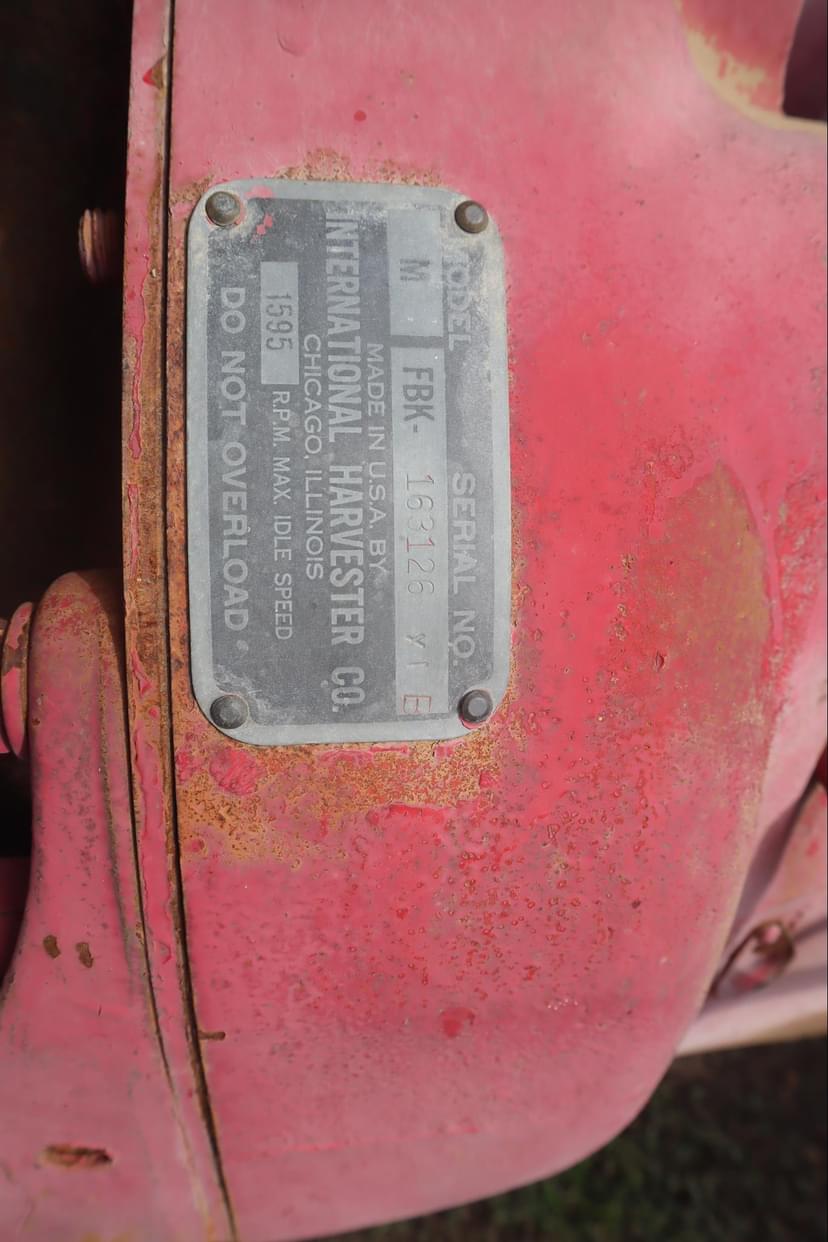 MODEL SERIAL NO.
M FBK- 163126 x1 E
MADE IN U.S.A. BY
INTERNATIONAL HARVESTER CO.
CHICAGO, ILLINOIS
1595 R.P.M. MAX. IDLE SPEED
DO NOT OVERLOAD